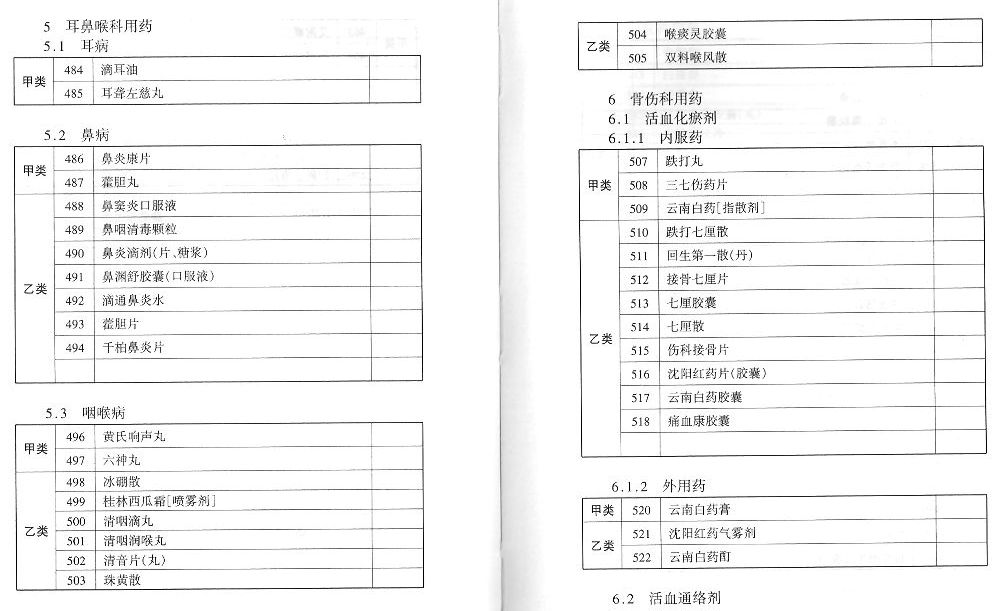 5 耳鼻喉科用药
5.1 耳病
甲类
484 滴耳油
485 耳聋左慈丸
5.2 鼻病
甲类
486 鼻炎康片
487 藿胆丸
乙类
488 鼻窦炎口服液
489 鼻咽清毒颗粒
490 鼻炎滴剂(片、糖浆)
491 鼻渊舒胶囊(口服液)
492 滴通鼻炎水
493 藿胆片
494 千柏鼻炎片
5.3 咽喉病
甲类
496 黄氏响声丸
497 六神丸
乙类
498 冰硼散
499 桂林西瓜霜[喷雾剂]
500 清咽滴丸
501 清咽润喉丸
502 清音片(丸)
503 珠黄散
乙类
504 喉痰灵胶囊
505 双料喉风散
6 骨伤科用药
6.1 活血化瘀剂
6.1.1 内服药
甲类
507 跌打丸
508 三七伤药片
509 云南白药[指散剂]
乙类
510 跌打七厘散
511 回生第一散(丹)
512 接骨七厘片
513 七厘胶囊
514 七厘散
515 伤科接骨片
516 沈阳红药片(胶囊)
517 云南白药胶囊
518 痛血康胶囊
6.1.2 外用药
甲类
520 云南白药膏
乙类
521 沈阳红药气雾剂
522 云南白药酊
6.2 活血通络剂